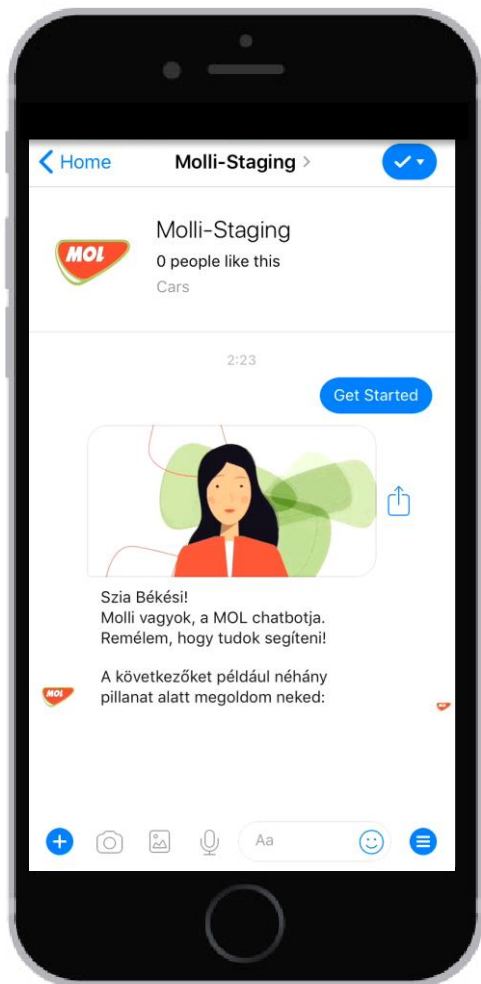 Home
Molli-Staging >
MOL
Molli-Staging
0 people like this
Cars
2:23
Get Started
Szia Békési!
Molli vagyok, a MOL chatbotja.
Remélem, hogy tudok segíteni!
A következőket például néhány
pillanat alatt megoldom neked:
MOL
MOL
Aa